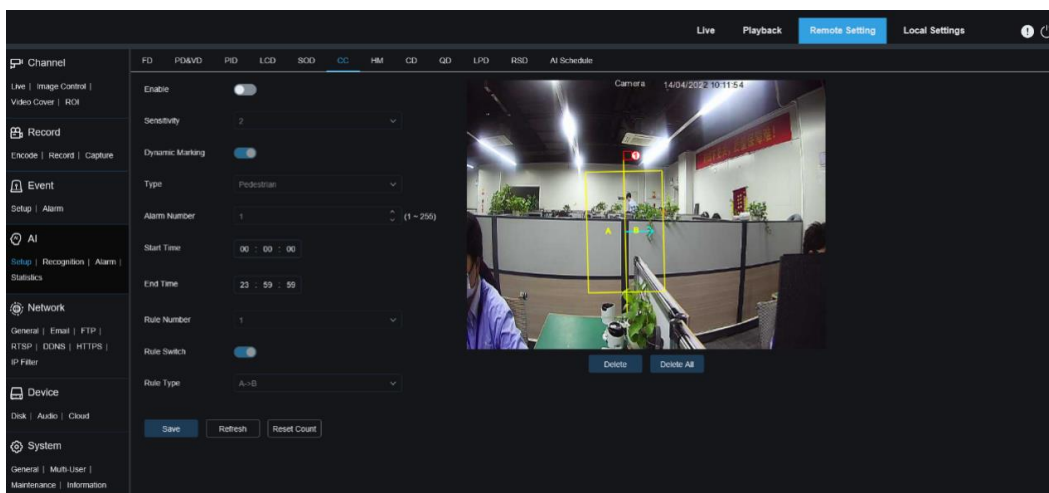 Live Playback Remote Setting Local Settings
Channel
Live | Image Control |
Video Cover | ROI
Record
Encode | Record | Capture
Event
Setup | Alarm
AI
Setup | Recognition | Alarm |
Statistics
Network
General | Email | FTP |
RTSP | DDNS | HTTPS |
IP Filter
Device
Disk | Audio | Cloud
System
General | Multi-User |
Maintenance | Information
FD PD&VD PID LCD SOD CC HM CD QD LPD RSD AI Schedule
Enable
Sensitivity 2
Dynamic Marking
Type Pedestrian
Alarm Number 1 (1 ~ 255)
Start Time 00 : 00 : 00
End Time 23 : 59 : 59
Rule Number 1
Rule Switch
Rule Type A->B
Save Refresh Reset Count
Camera 14/04/2022 10:11:54
1
A B
Delete Delete All